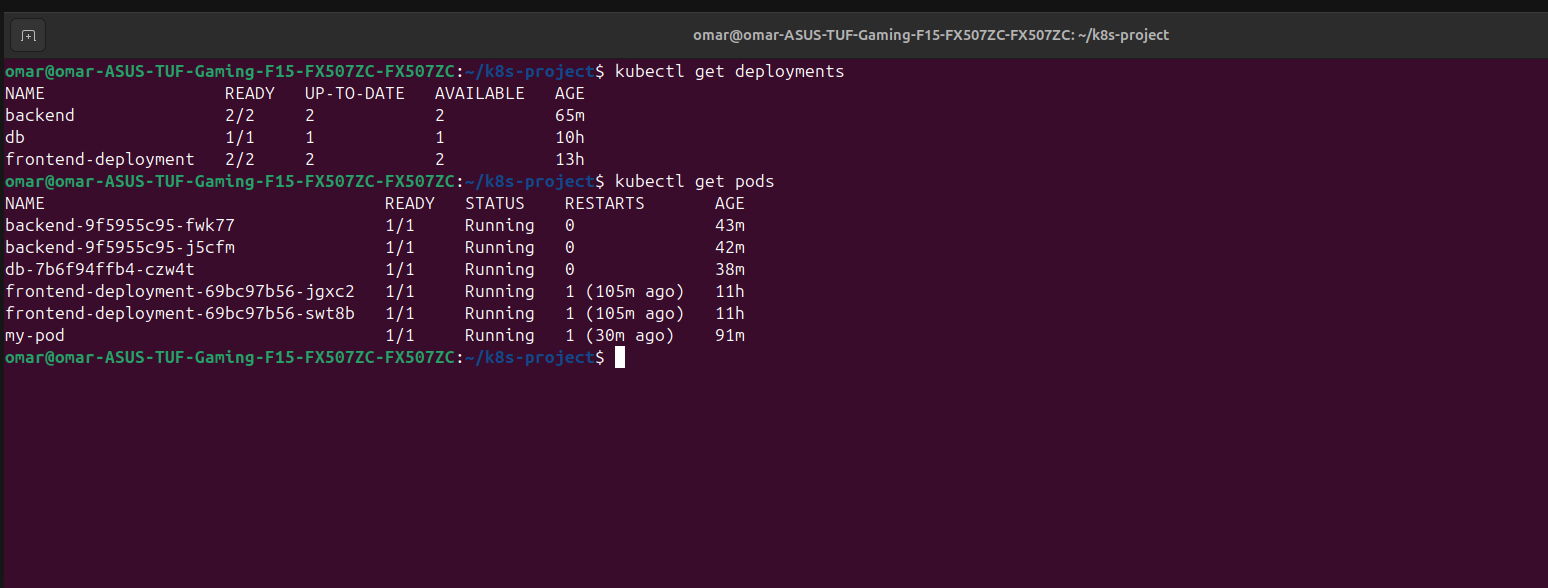 omar@omar-ASUS-TUF-Gaming-F15-FX507ZC-FX507ZC: ~/k8s-project
omar@omar-ASUS-TUF-Gaming-F15-FX507ZC-FX507ZC:~/k8s-project$ kubectl get deployments
NAME                  READY   UP-TO-DATE   AVAILABLE   AGE
backend               2/2     2            2           65m
db                    1/1     1            1           10h
frontend-deployment   2/2     2            2           13h
omar@omar-ASUS-TUF-Gaming-F15-FX507ZC-FX507ZC:~/k8s-project$ kubectl get pods
NAME                                  READY   STATUS    RESTARTS       AGE
backend-9f5955c95-fwk77               1/1     Running   0              43m
backend-9f5955c95-j5cfm               1/1     Running   0              42m
db-7b6f94ffb4-czw4t                   1/1     Running   0              38m
frontend-deployment-69bc97b56-jgxc2   1/1     Running   1 (105m ago)   11h
frontend-deployment-69bc97b56-swt8b   1/1     Running   1 (105m ago)   11h
my-pod                                1/1     Running   1 (30m ago)    91m
omar@omar-ASUS-TUF-Gaming-F15-FX507ZC-FX507ZC:~/k8s-project$